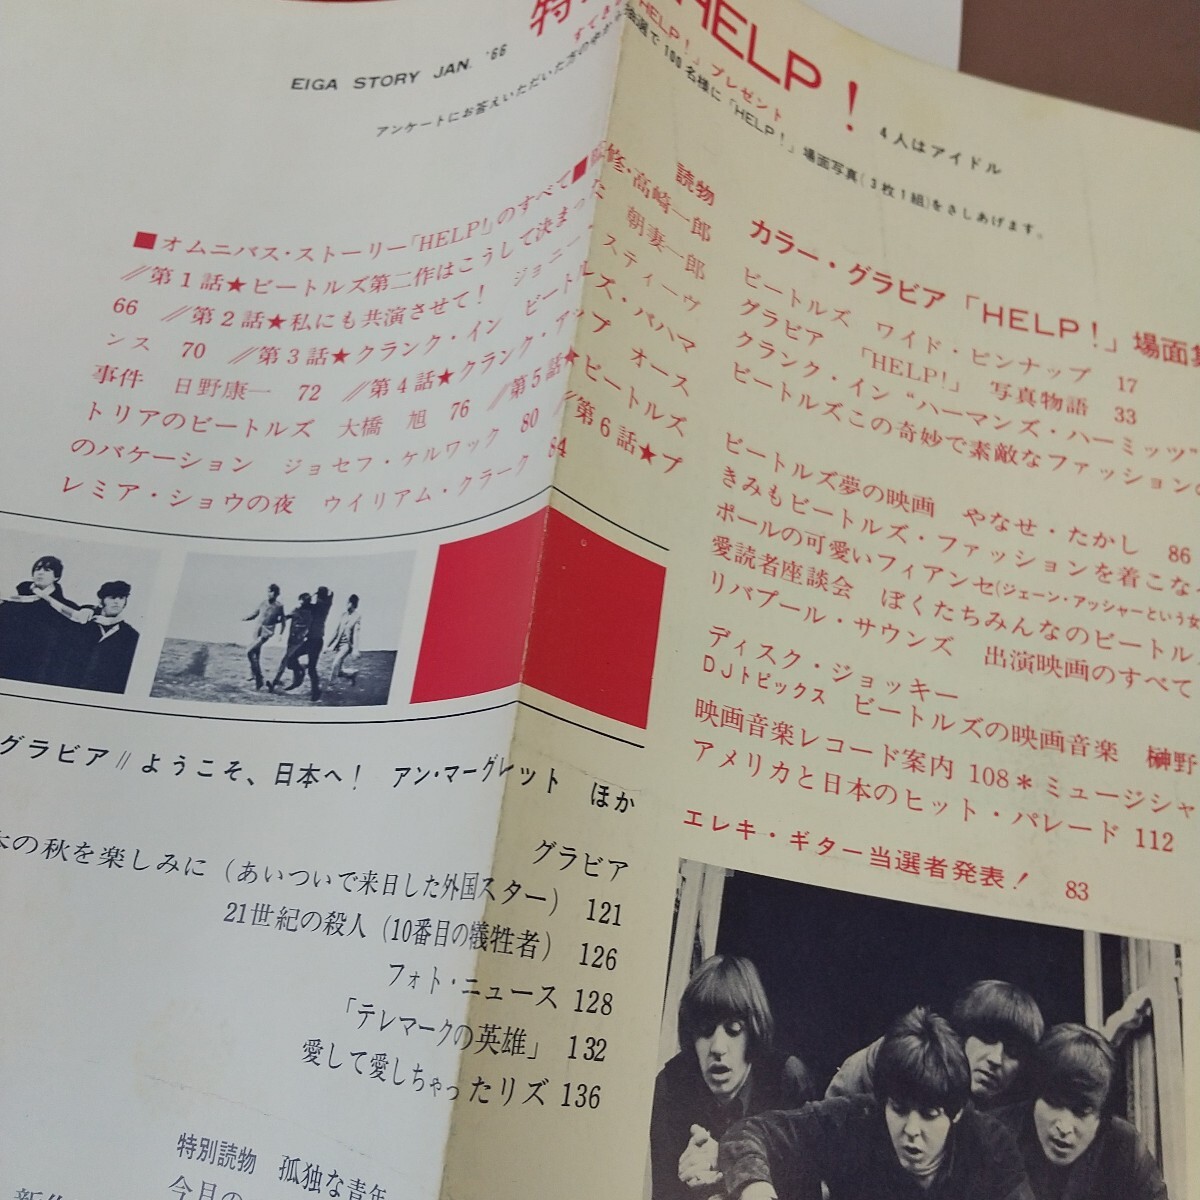 EIGA STORY JAN. '66
HELP!
4人はアイドル
HELP!」プレゼント
アンケートにお答えいただいた方の中から
抽選で100名様に「HELP!」場面写真(3枚1組)をさしあげます。
読物
■オムニバス・ストーリー「HELP!」のすべて■
修・高崎一郎
//第1話★ビートルズ第二作はこうして決まった
朝妻一郎
66 //第2話★私にも共演させて! ジョニー・
スティーヴ
ンス 70 //第3話★クランク・イン ビートルズ・バハマ
事件 日野康一 72 //第4話★クランク・アップ オース
トリアのビートルズ 大橋 旭 76 //第5話★ビートルズ
のバケーション ジョセフ・ケルワック 80 //第6話★プ
レミア・ショウの夜 ウイリアム・クラーク 84
カラー・グラビア「HELP!」場面集
ビートルズ ワイド・ピンナップ 17
グラビア 「HELP!」 写真物語 33
クランク・イン“ハーマンズ・ハーミッツ”
ビートルズこの奇妙で素敵なファッションの
ビートルズ夢の映画 やなせ・たかし 86
きみもビートルズ・ファッションを着こな
ポールの可愛いフィアンセ(ジェーン・アッシャーという女
愛読者座談会 ぼくたちみんなのビートル
リバプール・サウンズ 出演映画のすべて
ディスク・ジョッキー
DJトピックス ビートルズの映画音楽 榊野
映画音楽レコード案内 108*ミュージシャ
アメリカと日本のヒット・パレード 112
エレキ・ギター当選者発表! 83
グラビア//ようこそ、日本へ! アン・マーグレット ほか
グラビア
本の秋を楽しみに(あいついで来日した外国スター) 121
21世紀の殺人(10番目の犠牲者) 126
フォト・ニュース 128
「テレマークの英雄」 132
愛して愛しちゃったリズ 136
特別読物 孤独な青年
今月の